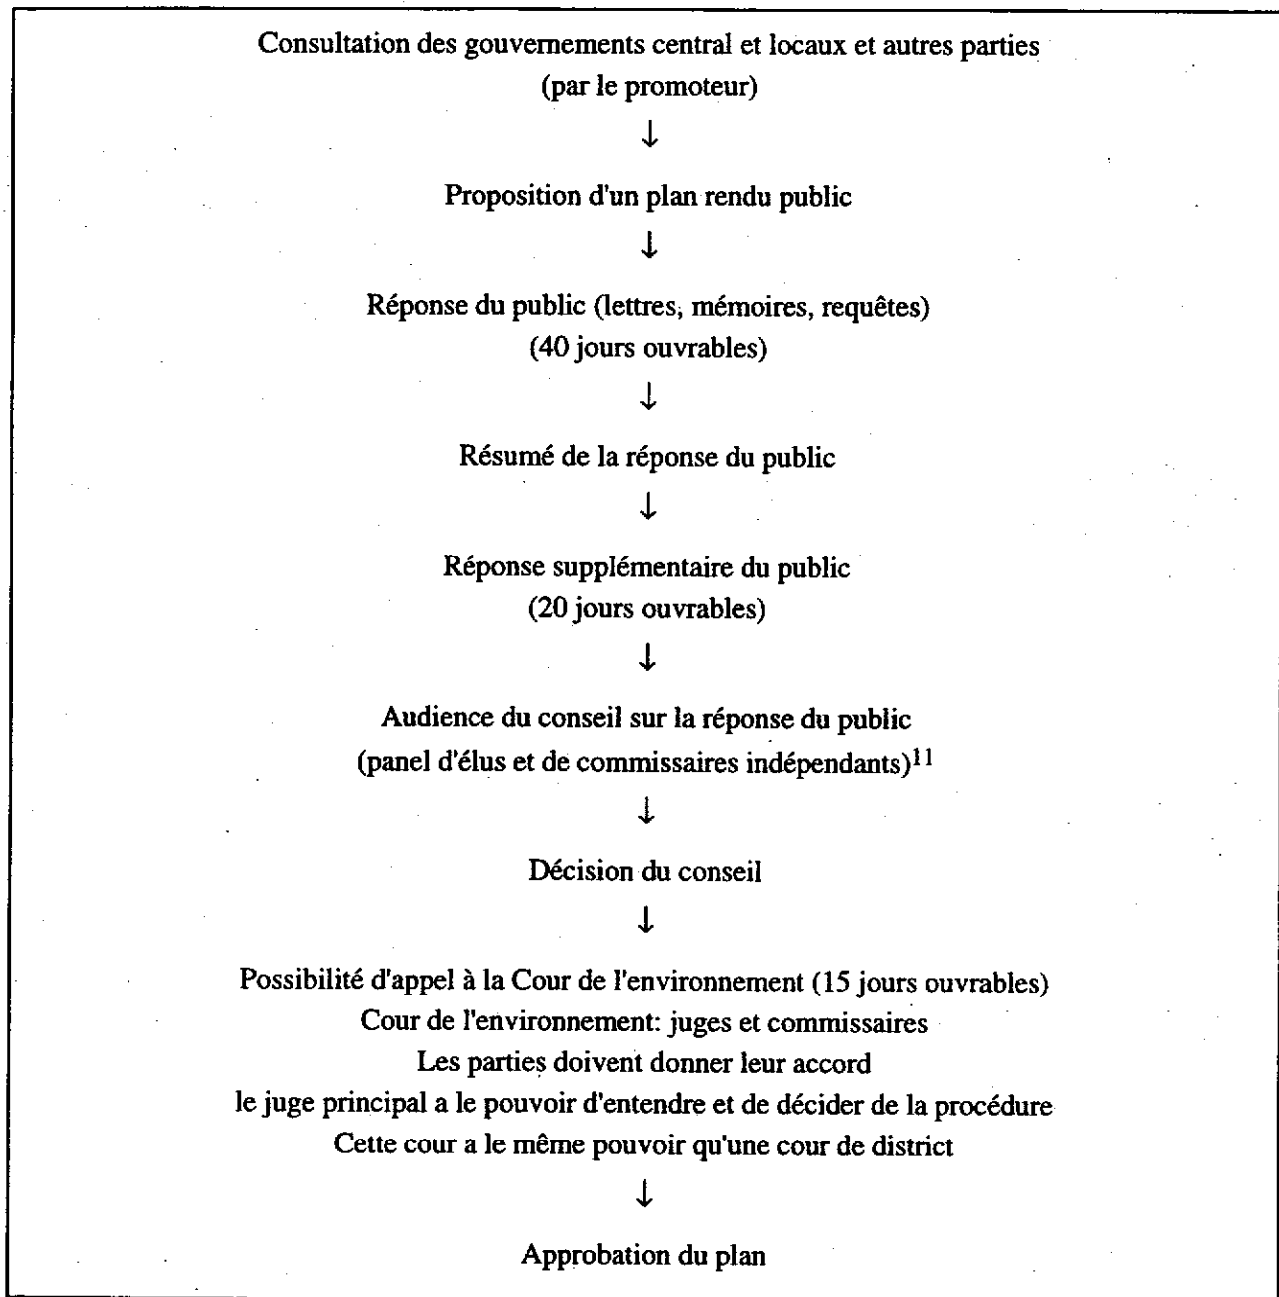 Consultation des gouvernements central et locaux et autres parties
(par le promoteur)
↓
Proposition d'un plan rendu public
↓
Réponse du public (lettres, mémoires, requêtes)
(40 jours ouvrables)
↓
Résumé de la réponse du public
↓
Réponse supplémentaire du public
(20 jours ouvrables)
↓
Audience du conseil sur la réponse du public
(panel d'élus et de commissaires indépendants)11
↓
Décision du conseil
↓
Possibilité d'appel à la Cour de l'environnement (15 jours ouvrables)
Cour de l'environnement: juges et commissaires
Les parties doivent donner leur accord
le juge principal a le pouvoir d'entendre et de décider de la procédure
Cette cour a le même pouvoir qu'une cour de district
↓
Approbation du plan